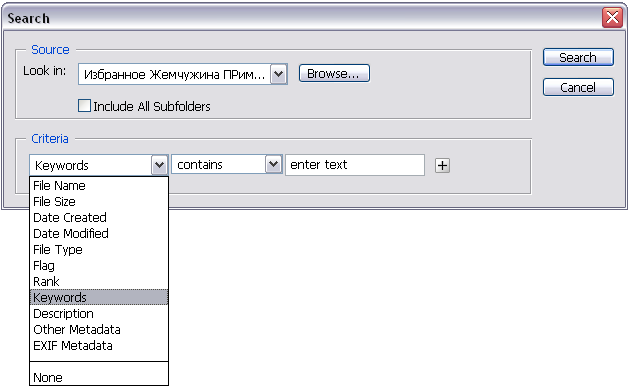 Search
Source
Look in: Избранное Жемчужина ПРим... Browse... Search
Include All Subfolders Cancel
Criteria
Keywords contains enter text +
File Name
File Size
Date Created
Date Modified
File Type
Flag
Rank
Keywords
Description
Other Metadata
EXIF Metadata
None